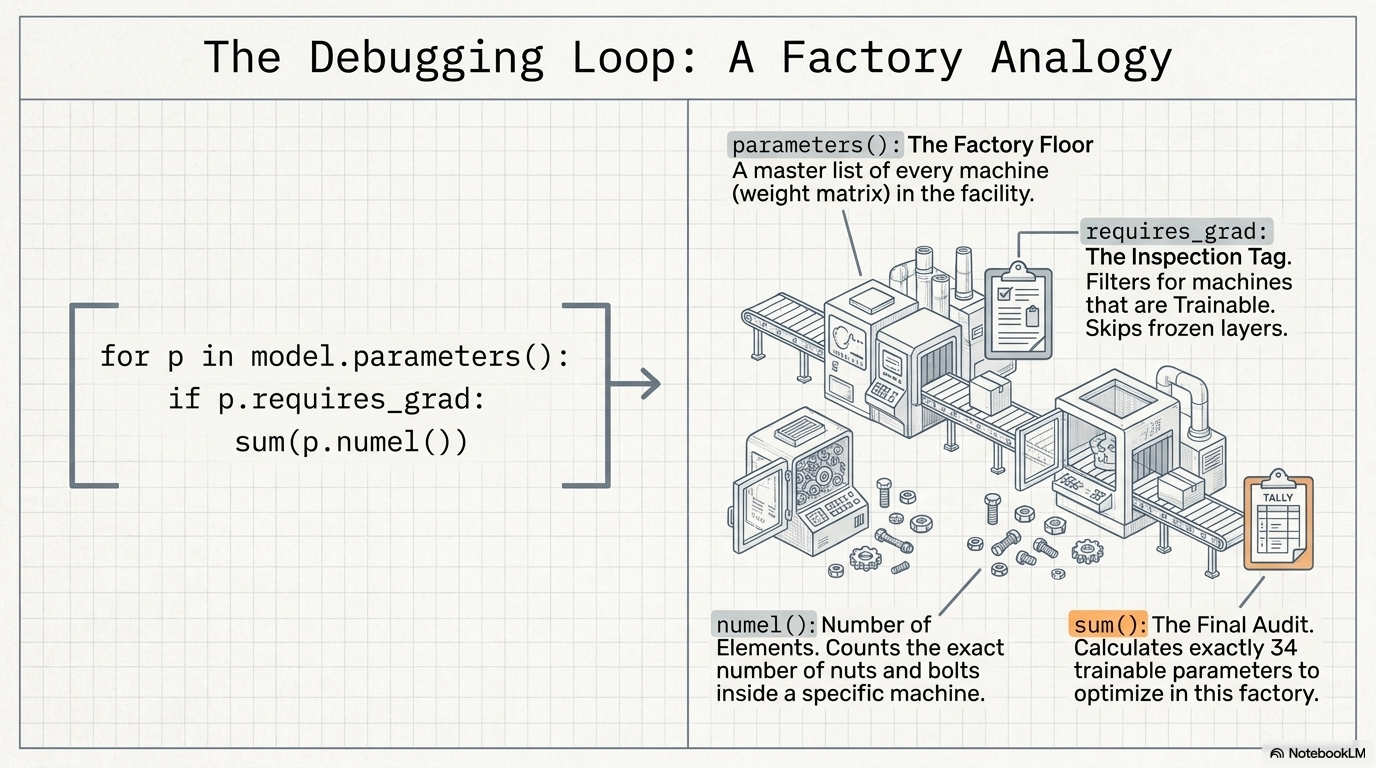 The Debugging Loop: A Factory Analogy
for p in model.parameters():
if p.requires_grad:
sum(p.numel())
parameters(): The Factory Floor
A master list of every machine
(weight matrix) in the facility.
requires_grad:
The Inspection Tag.
Filters for machines
that are Trainable.
Skips frozen layers.
TALLY
numel(): Number of
Elements. Counts the exact
number of nuts and bolts
inside a specific machine.
sum(): The Final Audit.
Calculates exactly 34
trainable parameters to
optimize in this factory.
NotebookLM